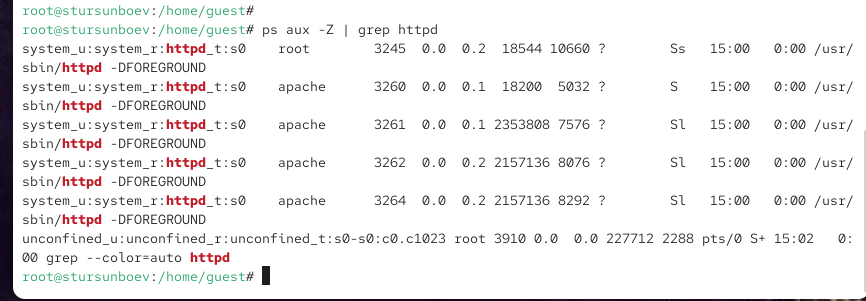 root@stursunboev:/home/guest#
root@stursunboev:/home/guest# ps aux -Z | grep httpd
system_u:system_r:httpd_t:s0    root        3245  0.0  0.2  18544 10660 ?        Ss   15:00   0:00 /usr/
sbin/httpd -DFOREGROUND
system_u:system_r:httpd_t:s0    apache      3260  0.0  0.1  18200  5032 ?        S    15:00   0:00 /usr/
sbin/httpd -DFOREGROUND
system_u:system_r:httpd_t:s0    apache      3261  0.0  0.1 2353808 7576 ?        Sl   15:00   0:00 /usr/
sbin/httpd -DFOREGROUND
system_u:system_r:httpd_t:s0    apache      3262  0.0  0.2 2157136 8076 ?        Sl   15:00   0:00 /usr/
sbin/httpd -DFOREGROUND
system_u:system_r:httpd_t:s0    apache      3264  0.0  0.2 2157136 8292 ?        Sl   15:00   0:00 /usr/
sbin/httpd -DFOREGROUND
unconfined_u:unconfined_r:unconfined_t:s0-s0:c0.c1023 root 3910 0.0  0.0 227712 2288 pts/0 S+ 15:02   0:
00 grep --color=auto httpd
root@stursunboev:/home/guest#